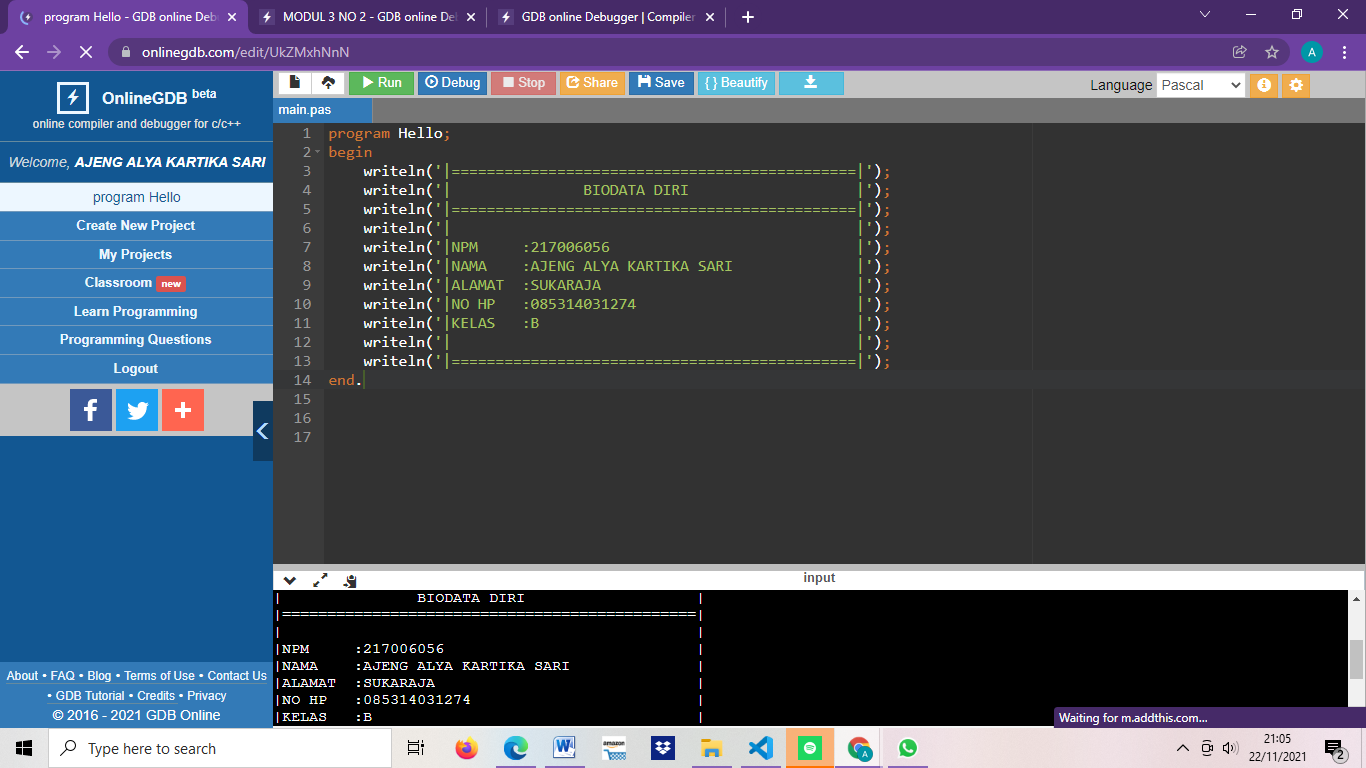 program Hello - GDB online Deb
MODUL 3 NO 2 - GDB online De
GDB online Debugger | Compiler
onlinegdb.com/edit/UkZMxhNnN
A
OnlineGDB beta
online compiler and debugger for c/c++
Welcome, AJENG ALYA KARTIKA SARI
program Hello
Create New Project
My Projects
Classroom new
Learn Programming
Programming Questions
Logout
About • FAQ • Blog • Terms of Use • Contact Us
• GDB Tutorial • Credits • Privacy
© 2016 - 2021 GDB Online
Run Debug Stop Share Save { } Beautify
Language Pascal
main.pas
1 program Hello;
2 begin
3     writeln('|==============================================|');
4     writeln('|               BIODATA DIRI                   |');
5     writeln('|==============================================|');
6     writeln('|                                              |');
7     writeln('|NPM     :217006056                            |');
8     writeln('|NAMA    :AJENG ALYA KARTIKA SARI              |');
9     writeln('|ALAMAT  :SUKARAJA                             |');
10     writeln('|NO HP   :085314031274                         |');
11     writeln('|KELAS   :B                                    |');
12     writeln('|                                              |');
13     writeln('|==============================================|');
14 end.
15
16
17
input
|               BIODATA DIRI                   |
|==============================================|
|                                              |
|NPM     :217006056                            |
|NAMA    :AJENG ALYA KARTIKA SARI              |
|ALAMAT  :SUKARAJA                             |
|NO HP   :085314031274                         |
|KELAS   :B                                    |
Waiting for m.addthis.com...
Type here to search
amazon
A
21:05
22/11/2021
2